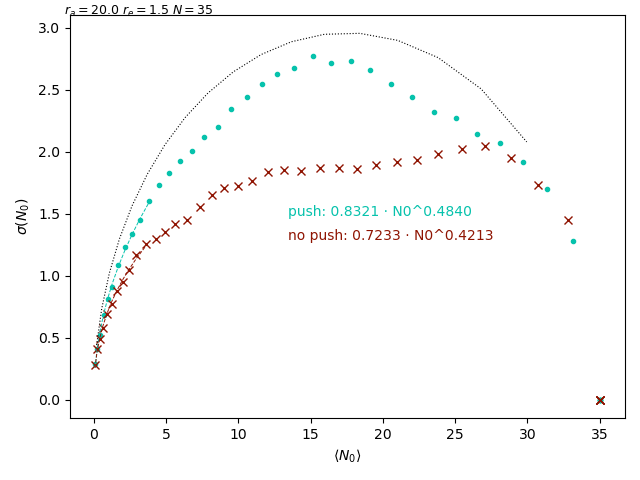 r_a = 20.0 r_e = 1.5 N = 35
3.0
2.5
2.0
1.5
1.0
0.5
0.0
σ(N₀)
push: 0.8321 · N0^0.4840
no push: 0.7233 · N0^0.4213
0 5 10 15 20 25 30 35
⟨N₀⟩